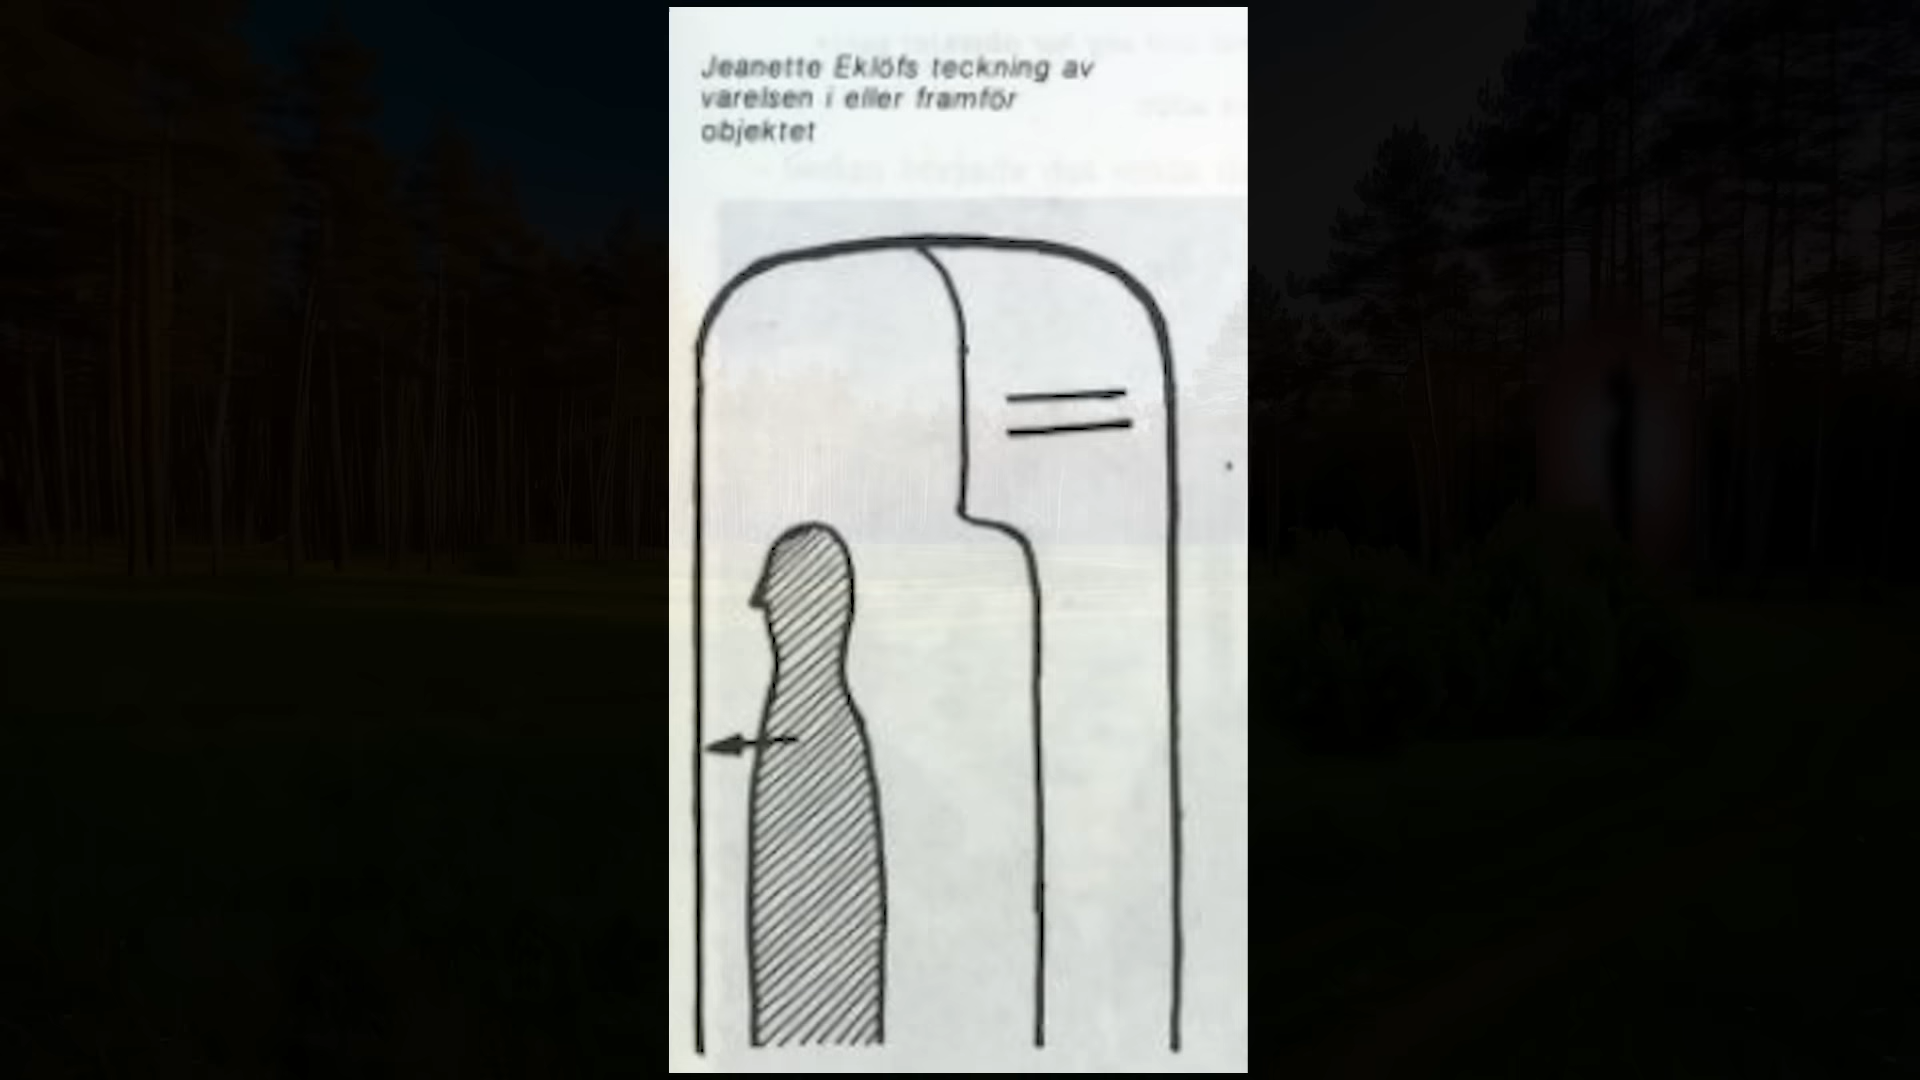 Jeanette Eklöfs teckning av
varelsen i eller framför
objektet